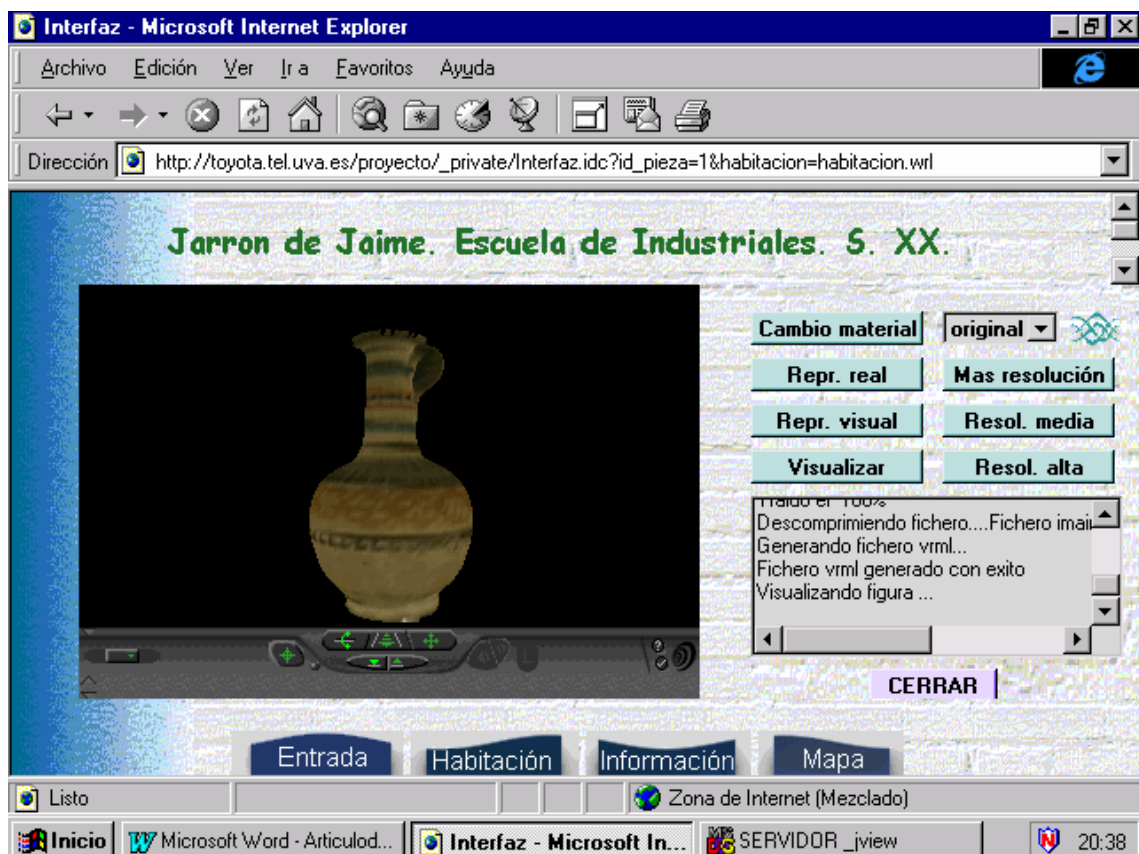 Interfaz - Microsoft Internet Explorer
Archivo Edición Ver Ir a Favoritos Ayuda
Dirección http://toyota.tel.uva.es/proyecto/_private/Interfaz.idc?id_pieza=1&habitacion=habitacion.wrl
Jarron de Jaime. Escuela de Industriales. S. XX.
Cambio material original
Repr. real Mas resolución
Repr. visual Resol. media
Visualizar Resol. alta
Descomprimiendo fichero....Fichero
Generando fichero vrml...
Fichero vrml generado con exito
Visualizando figura ...
CERRAR
Entrada Habitación Información Mapa
Listo Zona de Internet (Mezclado)
Inicio Microsoft Word - Articulod... Interfaz - Microsoft In... SERVIDOR _jview 20:38